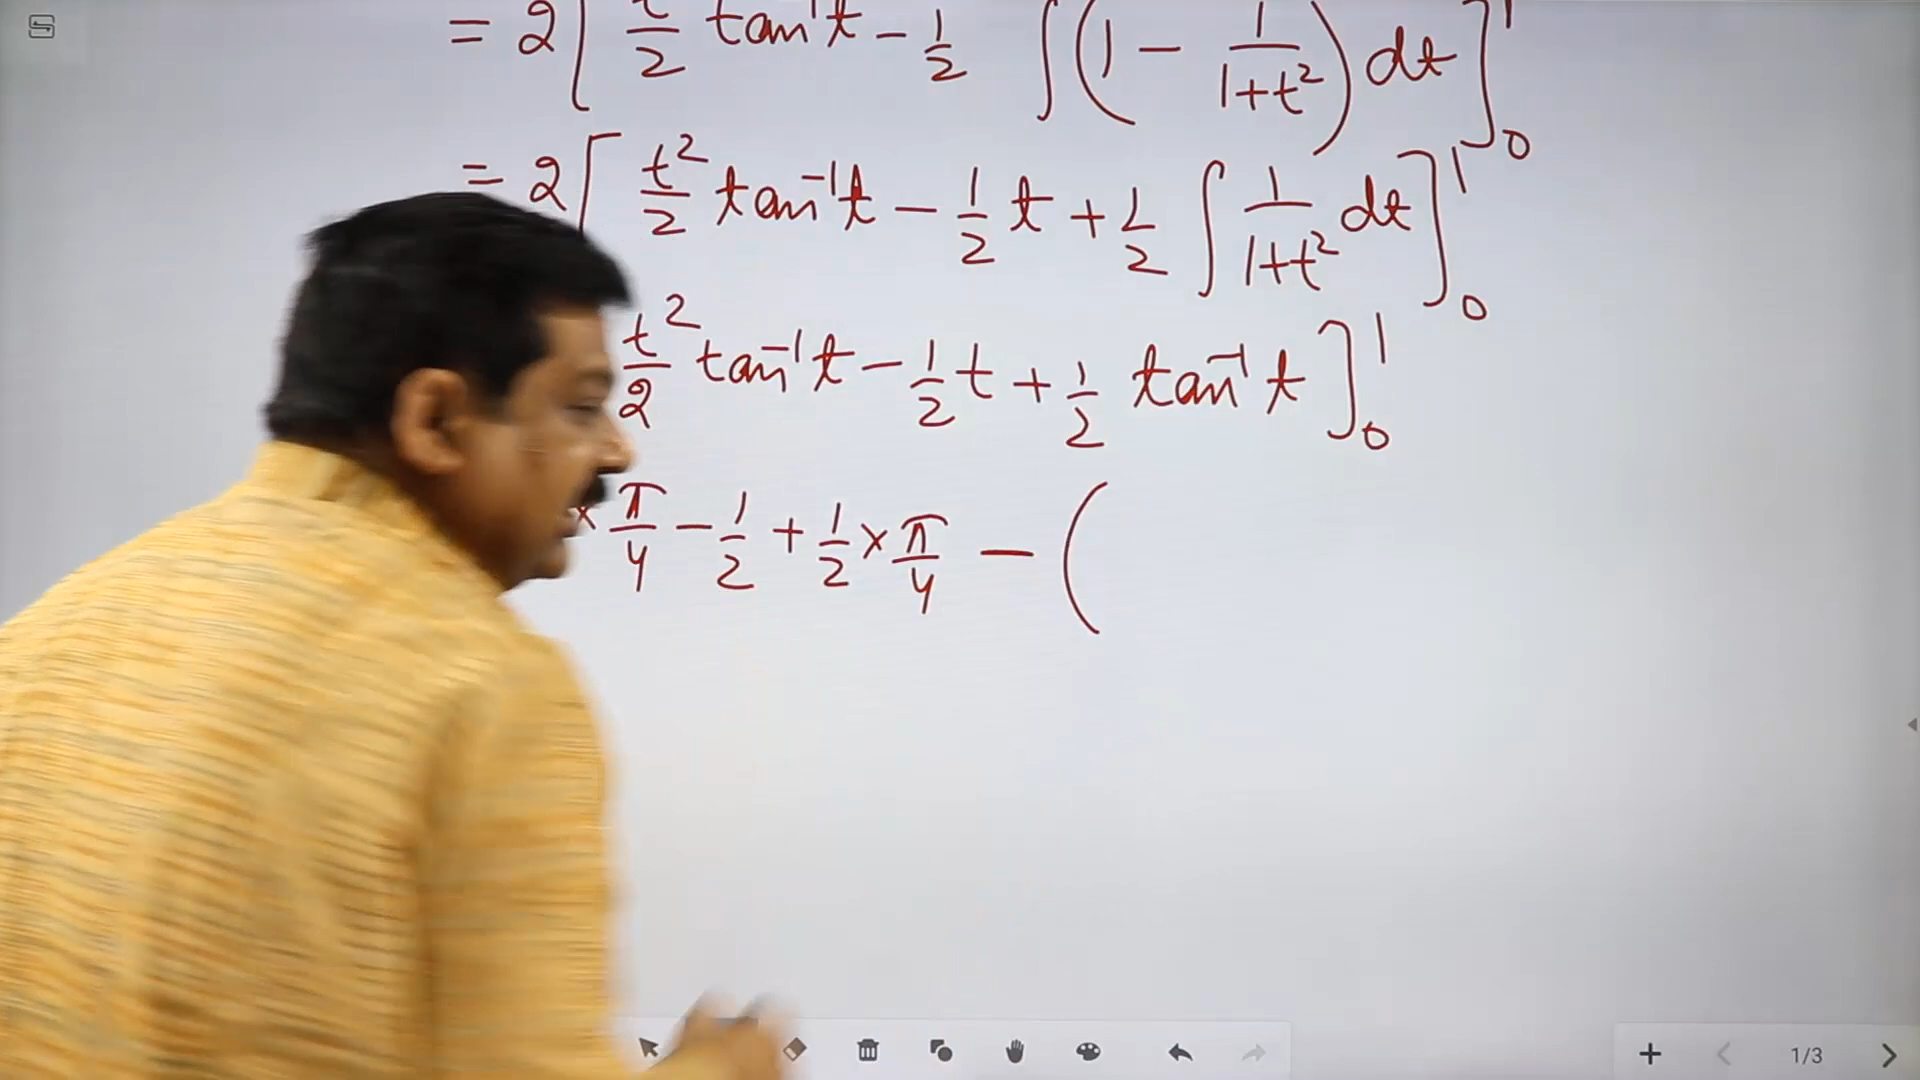 = 2[ t/2 tan⁻¹t − 1/2 ∫(1 − 1/(1+t²)) dt]₀¹
= 2[ t²/2 tan⁻¹t − 1/2 t + 1/2 ∫ 1/(1+t²) dt]₀¹
t²/2 tan⁻¹t − 1/2 t + 1/2 tan⁻¹ t ]₀¹
× π/4 − 1/2 + 1/2 × π/4 − (
1/3